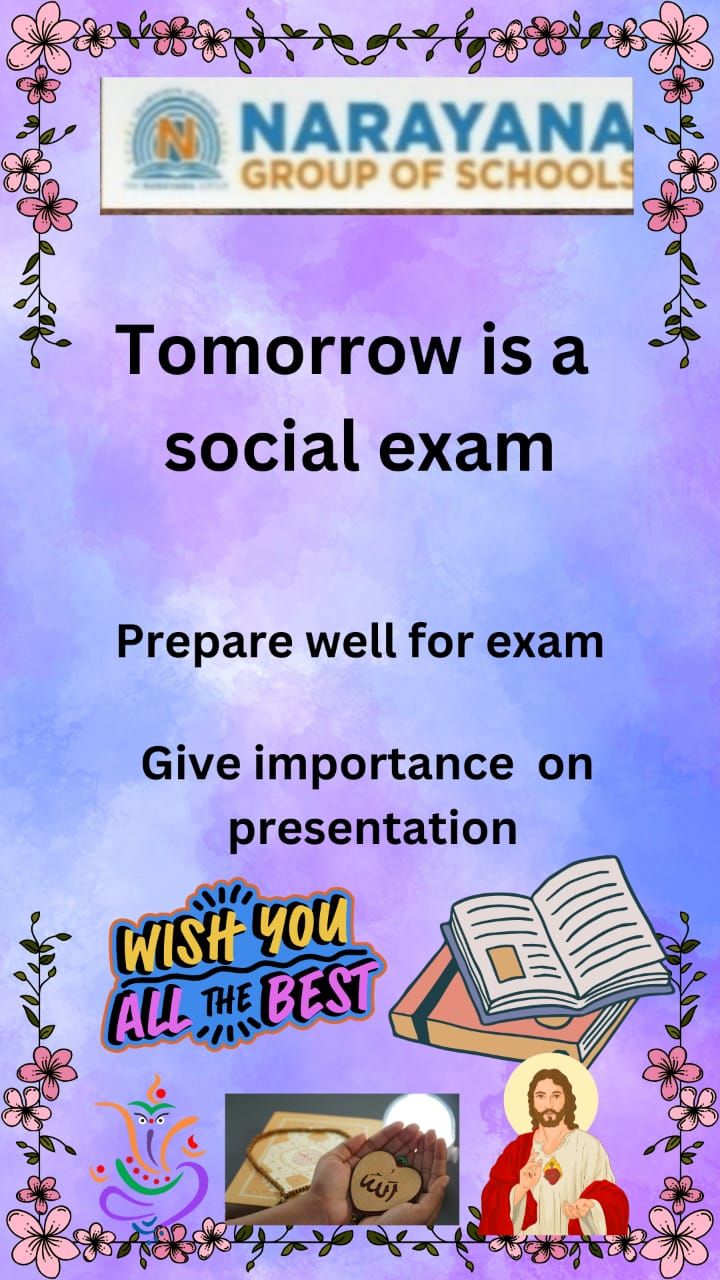 N
NARAYANA
GROUP OF SCHOOLS
Tomorrow is a
social exam
Prepare well for exam
Give importance  on
presentation
WISH YOU
ALL THE BEST
الله